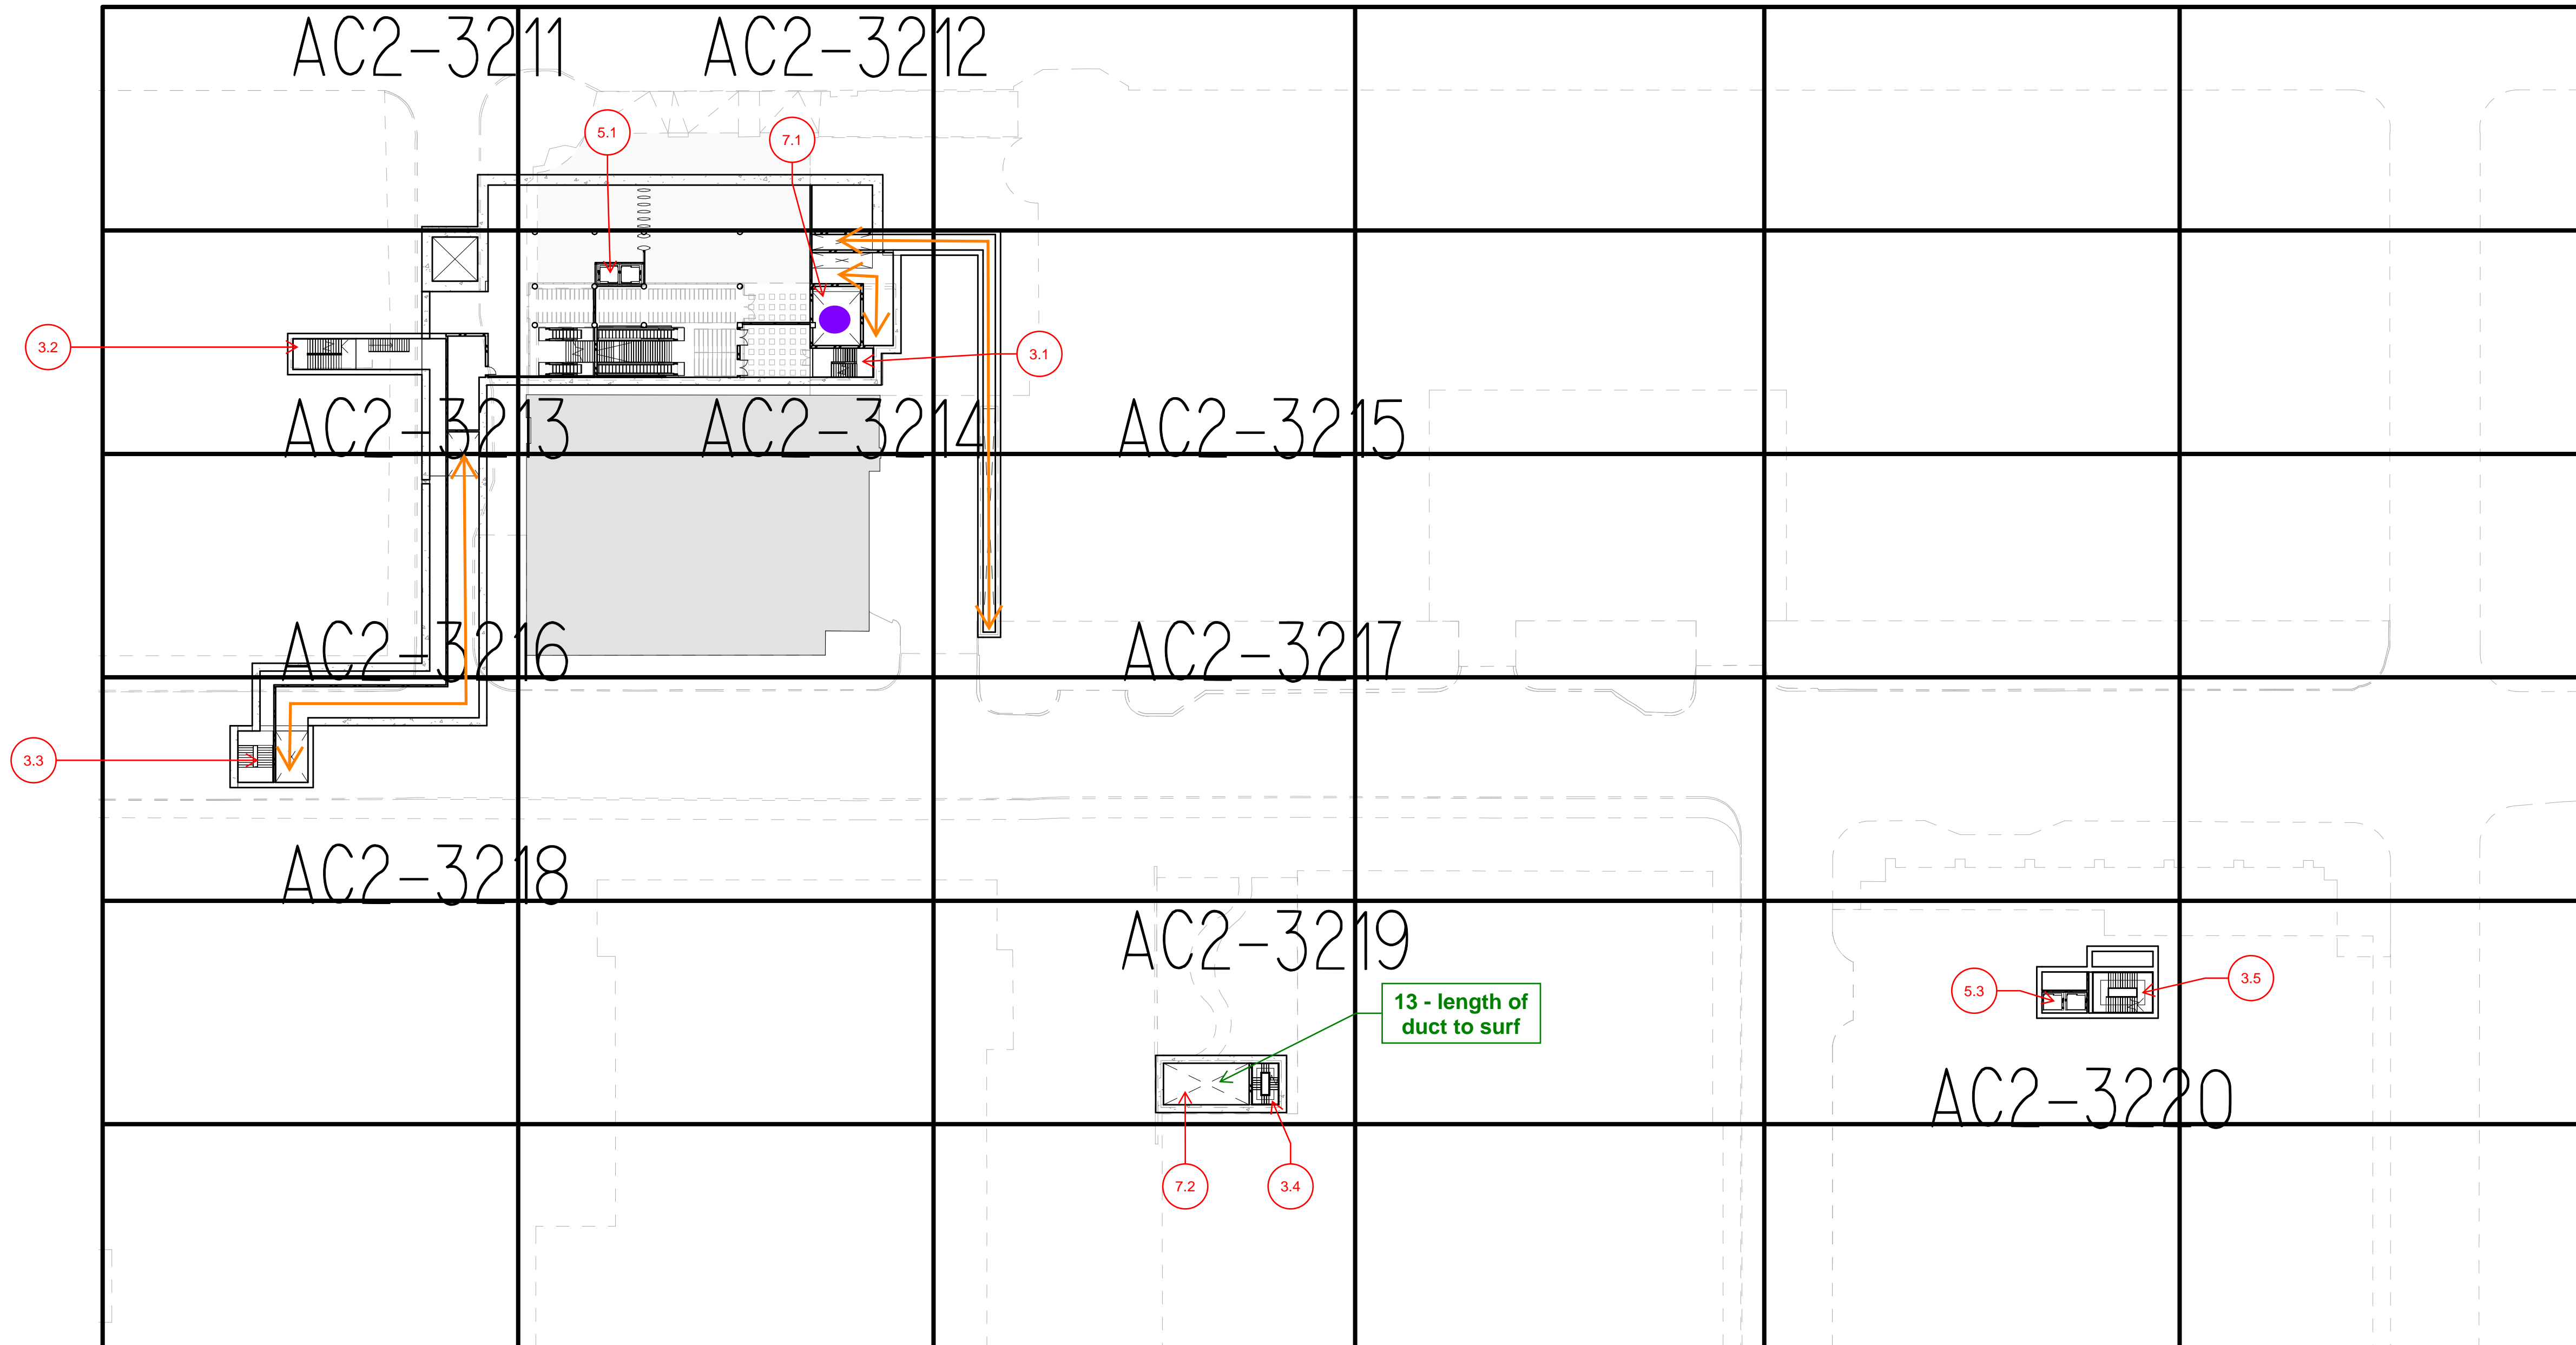 AC2-3211
AC2-3212
5.1
7.1
3.2
3.1
AC2-3213
AC2-3214
AC2-3215
AC2-3216
AC2-3217
3.3
AC2-3218
AC2-3219
13 - length of
duct to surf
5.3
3.5
AC2-3220
7.2
3.4